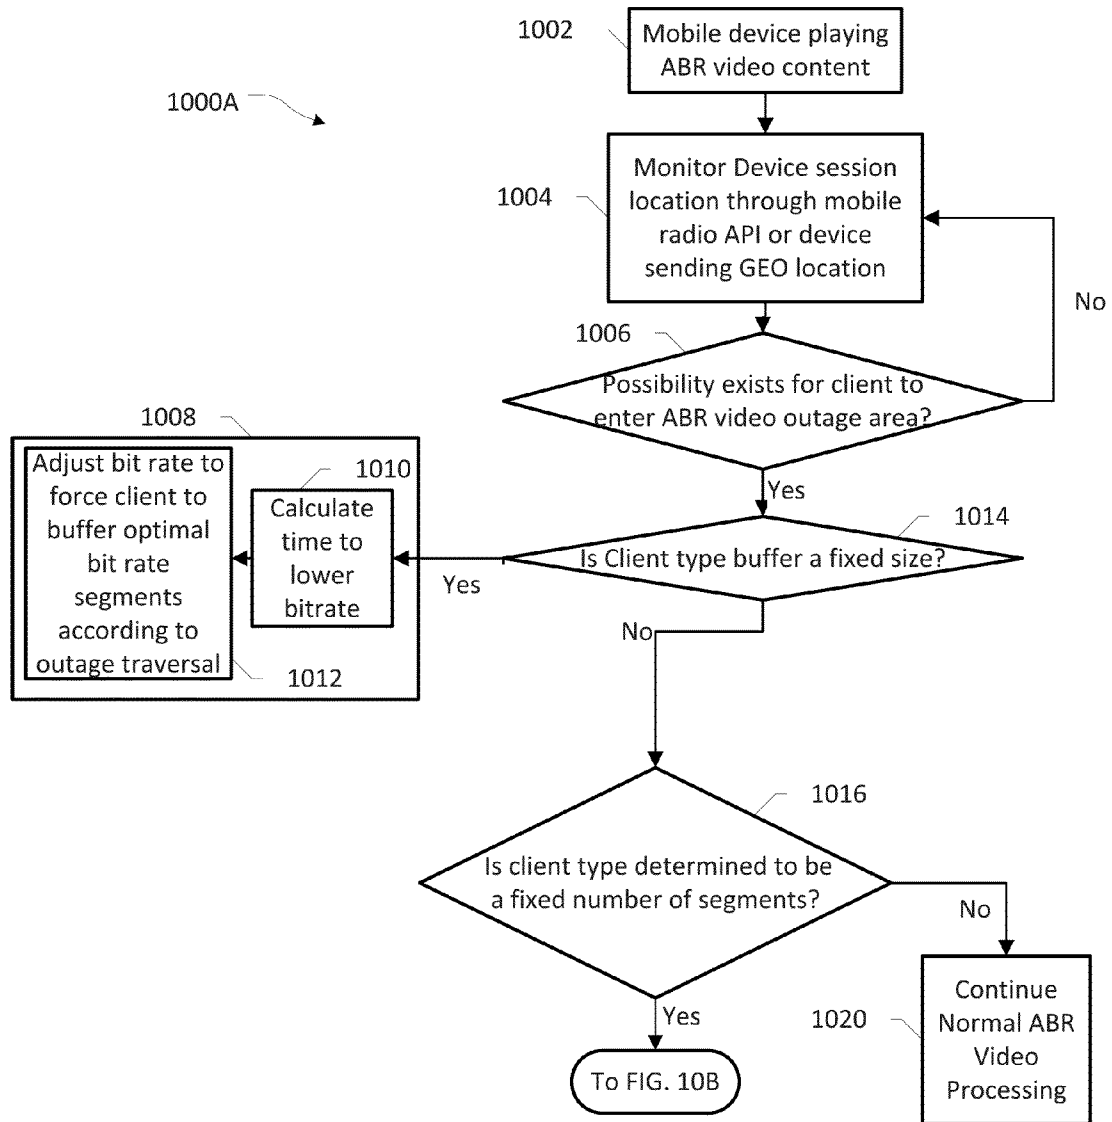 1002
Mobile device playing
ABR video content
1000A
1004
Monitor Device session
location through mobile
radio API or device
sending GEO location
No
1006
Possibility exists for client to
enter ABR video outage area?
Yes
1008
1010
Adjust bit rate to
force client to
buffer optimal
bit rate
segments
according to
outage traversal
Calculate
time to
lower
bitrate
1012
1014
Is Client type buffer a fixed size?
Yes
No
1016
Is client type determined to be
a fixed number of segments?
No
Yes
1020
Continue
Normal ABR
Video
Processing
To FIG. 10B